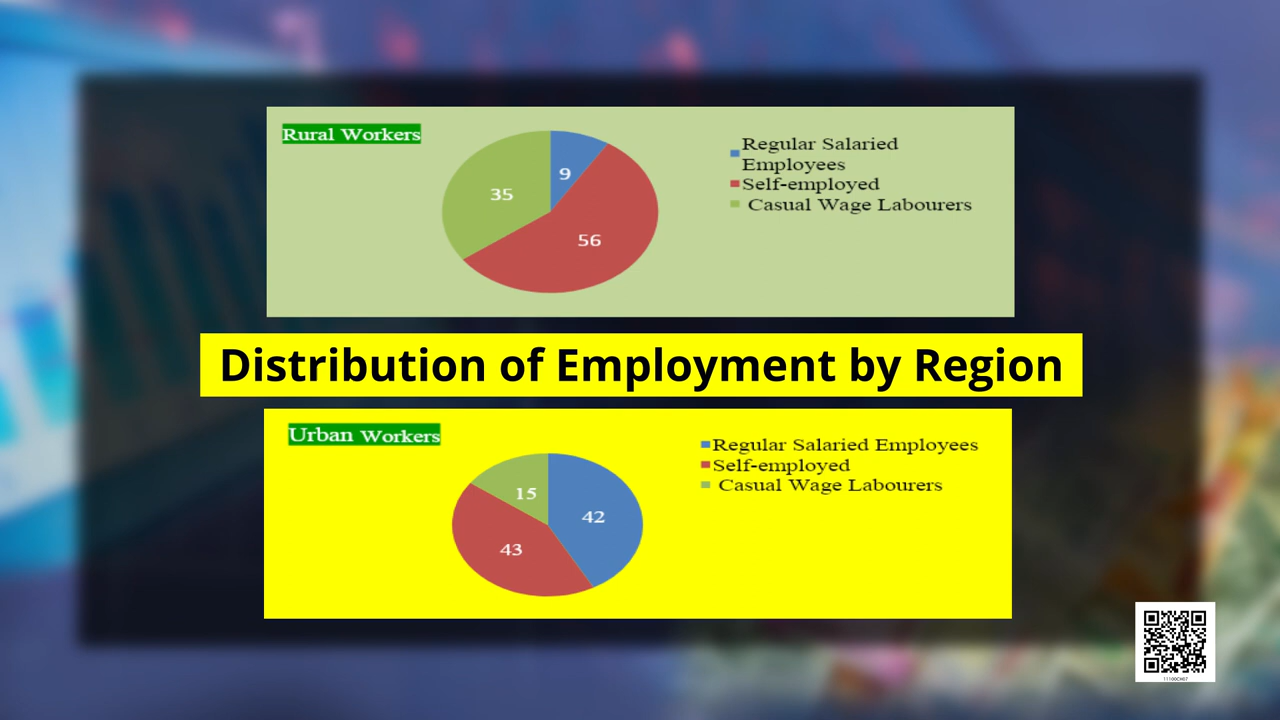 Rural Workers
9
35
56
Regular Salaried
Employees
Self-employed
Casual Wage Labourers
Distribution of Employment by Region
Urban Workers
15
42
43
Regular Salaried Employees
Self-employed
Casual Wage Labourers